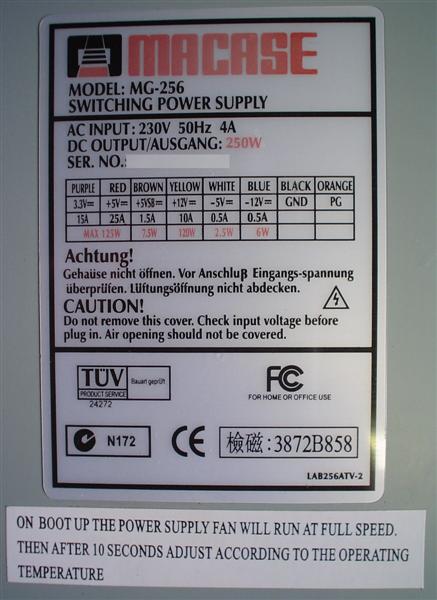 MACASE
MODEL: MG-256
SWITCHING POWER SUPPLY
AC INPUT: 230V 50Hz 4A
DC OUTPUT/AUSGANG: 250W
SER. NO.:
PURPLE RED BROWN YELLOW WHITE BLUE BLACK ORANGE
3.3V⎓ +5V⎓ +5VSB⎓ +12V⎓ -5V⎓ -12V⎓ GND PG
15A 25A 1.5A 10A 0.5A 0.5A
MAX 125W 7.5W 120W 2.5W 6W
Achtung!
Gehäuse nicht öffnen. Vor Anschluβ Eingangs-spannung
überprüfen. Lüftungsöffnung nicht abdecken.
CAUTION!
Do not remove this cover. Check input voltage before
plug in. Air opening should not be covered.
TÜV Bauart geprüft
PRODUCT SERVICE
24272
FC
FOR HOME OR OFFICE USE
N172
CE
檢磁:3872B858
LAB256ATV-2
ON BOOT UP THE POWER SUPPLY FAN WILL RUN AT FULL SPEED.
THEN AFTER 10 SECONDS ADJUST ACCORDING TO THE OPERATING
TEMPERATURE